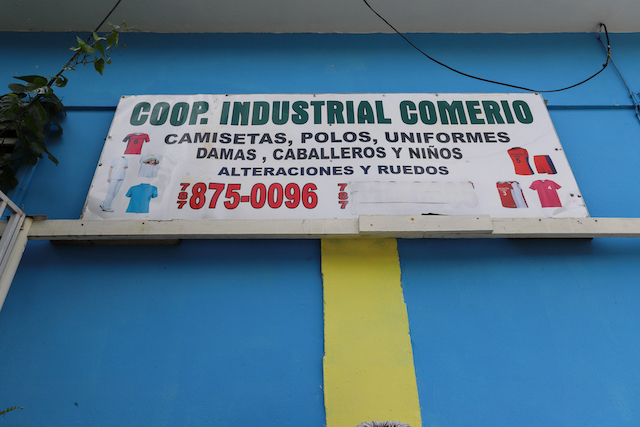 COOP. INDUSTRIAL COMERIO
CAMISETAS, POLOS, UNIFORMES
DAMAS , CABALLEROS Y NIÑOS
ALTERACIONES Y RUEDOS
787 875-0096 787